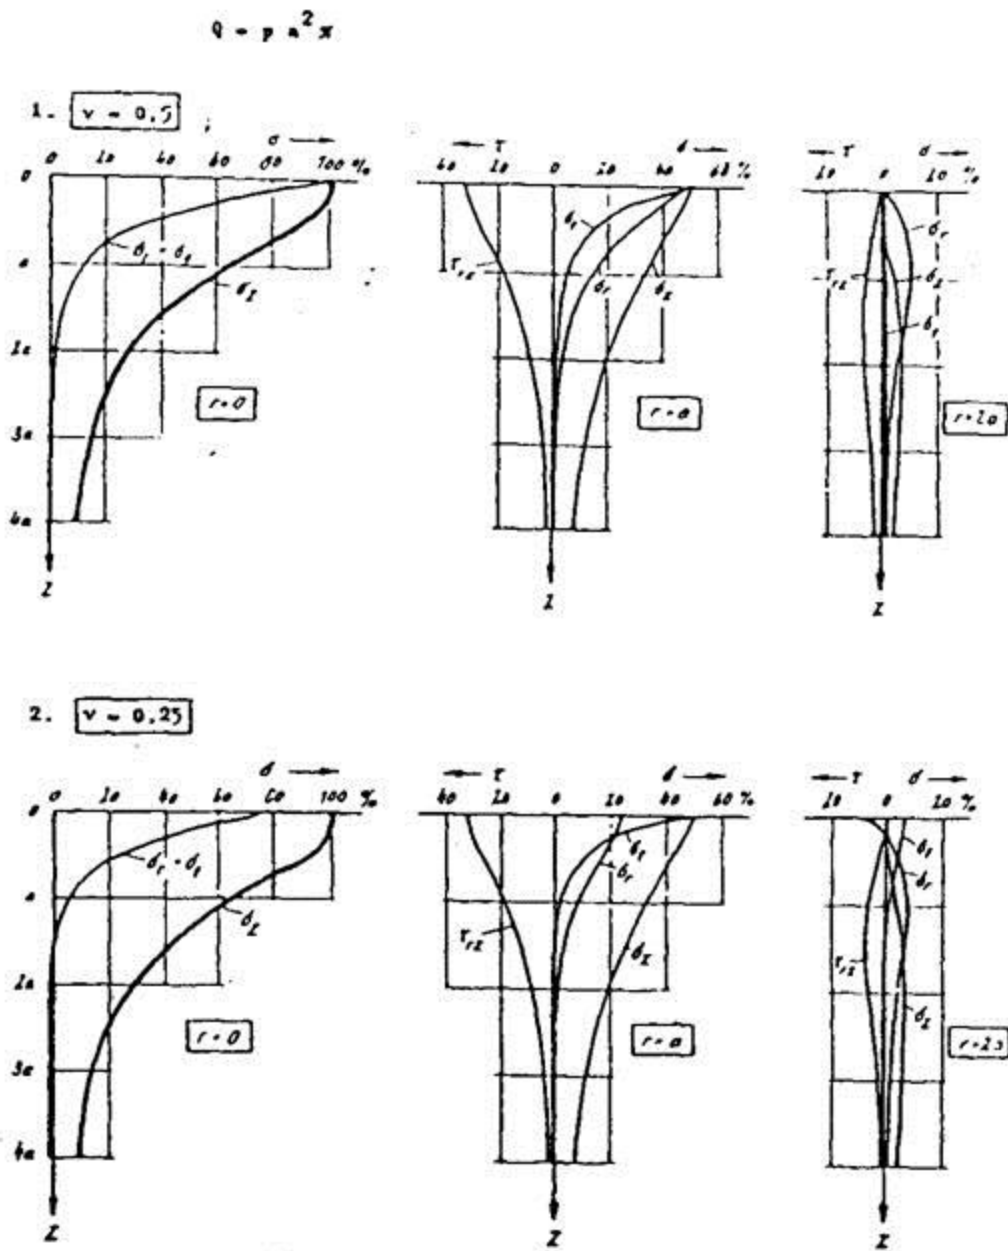 Q = p a² π
1. ν = 0,5
σ →
0 20 40 60 80 100 %
0
a
2a
3a
4a
σr = σt
σz
r=0
z
← τ σ →
40 20 0 20 40 60 %
τrz
σt
σr
σz
r=a
z
← τ σ →
20 0 20 %
τrz
σr
σz
σt
r=2a
z
2. ν = 0,25
σ →
0 20 40 60 80 100 %
0
a
2a
3a
4a
σr = σt
σz
r=0
z
← τ σ →
40 20 0 20 40 60 %
τrz
σt
σr
σz
r=a
z
← τ σ →
20 0 20 %
σt
σr
τrz
σz
r=2a
z